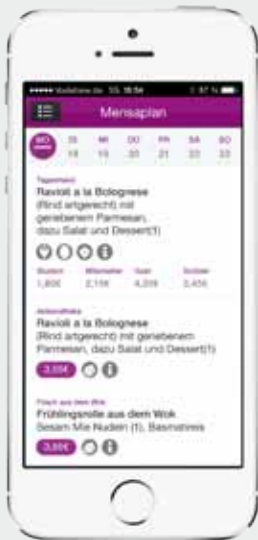 Vodafone.de
Mensaplan
MO DI MI DO FR SA SO
18 19 20 21 22 23
Tagesmenü
Ravioli a la Bolognese
(Rind artgerecht) mit
geriebenem Parmesan,
dazu Salat und Dessert(1)
Student Mitarbeiter Gast
Ravioli a la Bolognese
(Rind artgerecht) mit geriebenem
Parmesan, dazu Salat und Dessert(1)
Frisch aus dem Wok
Frühlingsrolle aus dem Wok
Sesam Mie Nudeln (1), Basmatireis